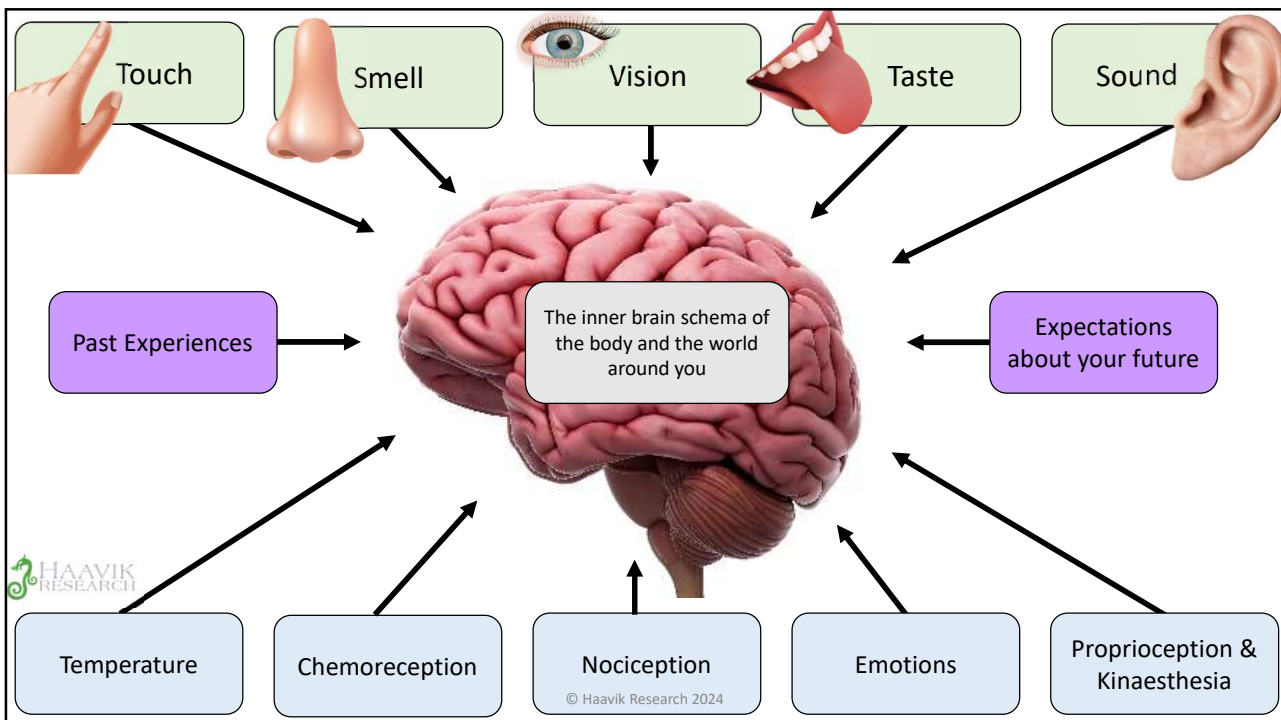 Touch
Smell
Vision
Taste
Sound
Past Experiences
The inner brain schema of
the body and the world
around you
Expectations
about your future
HAAVIK
RESEARCH
Temperature
Chemoreception
Nociception
Emotions
Proprioception &
Kinaesthesia
© Haavik Research 2024